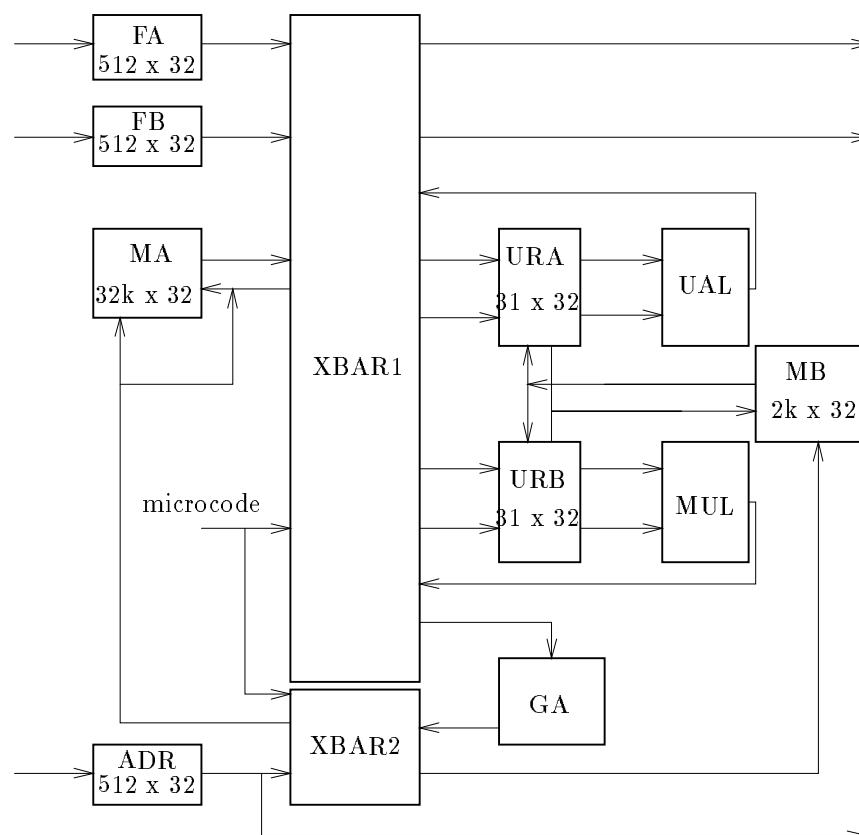 FA
512 x 32
FB
512 x 32
MA
32k x 32
XBAR1
URA
31 x 32
UAL
MB
2k x 32
URB
31 x 32
MUL
microcode
GA
XBAR2
ADR
512 x 32